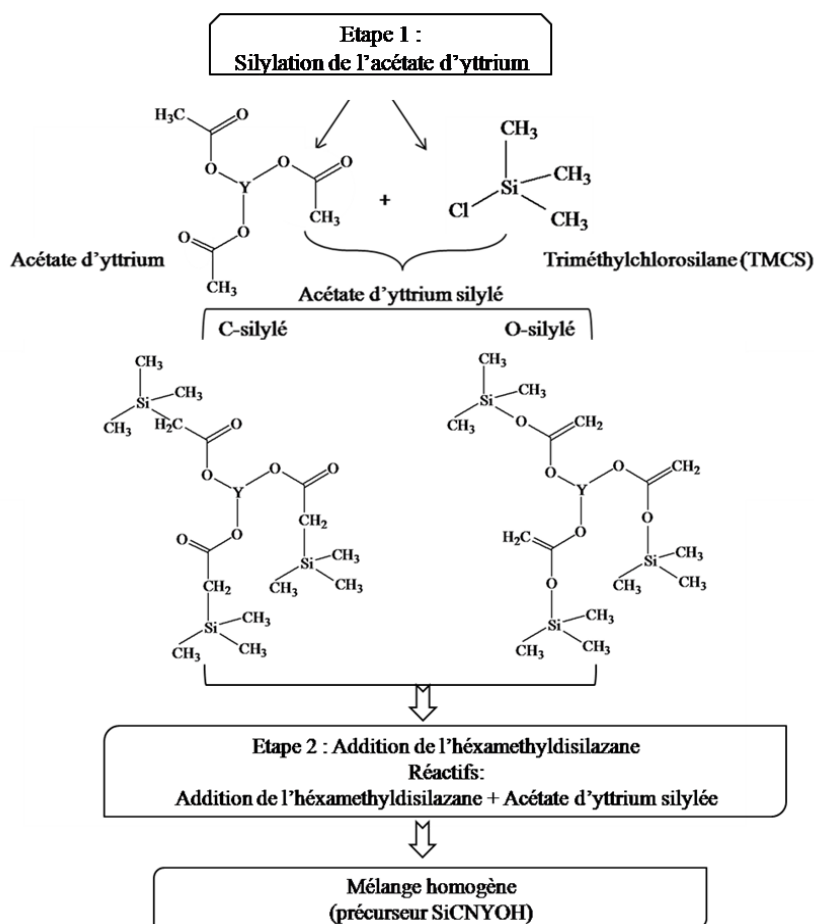 Etape 1 :
Silylation de l'acétate d'yttrium
H₃C
O
O
Y
O
O
CH₃
O
O
CH₃
+
CH₃
Si
CH₃
Cl
CH₃
Acétate d'yttrium
Triméthylchlorosilane (TMCS)
Acétate d'yttrium silylé
C-silylé
O-silylé
CH₃
CH₃
Si
CH₃
H₂C
O
O
Y
O
O
O
O
CH₂
CH₃
Si
CH₃
CH₃
CH₂
CH₃
Si
CH₃
CH₃
CH₃
CH₃
Si
CH₃
O
CH₂
O
Y
O
CH₂
O
H₂C
O
CH₃
Si
CH₃
CH₃
O
CH₃
Si
CH₃
CH₃
Etape 2 : Addition de l'héxamethyldisilazane
Réactifs:
Addition de l'héxamethyldisilazane + Acétate d'yttrium silylée
Mélange homogène
(précurseur SiCNYOH)